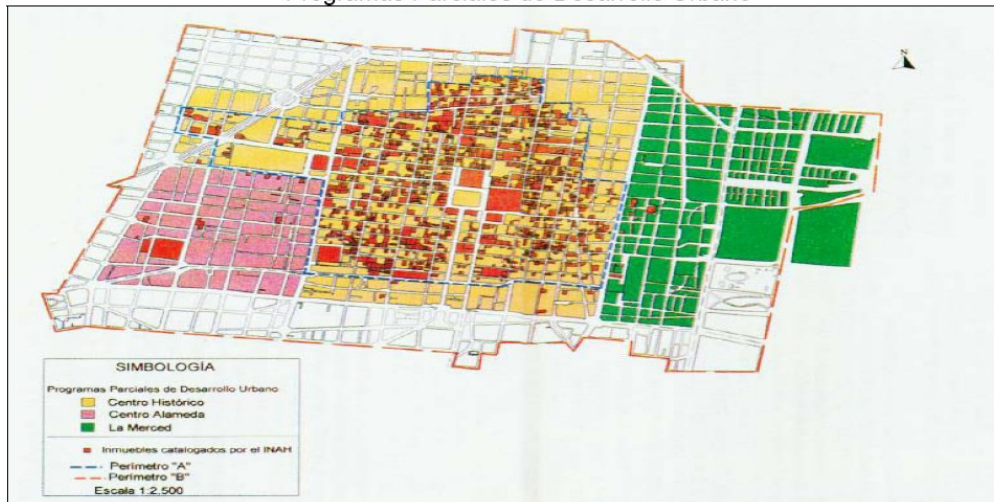 Programas Parciales de Desarrollo Urbano
N
SIMBOLOGÍA
Programas Parciales de Desarrollo Urbano
Centro Histórico
Centro Alameda
La Merced
Inmuebles catalogados por el INAH
Perímetro "A"
Perímetro "B"
Escala 1:2,500